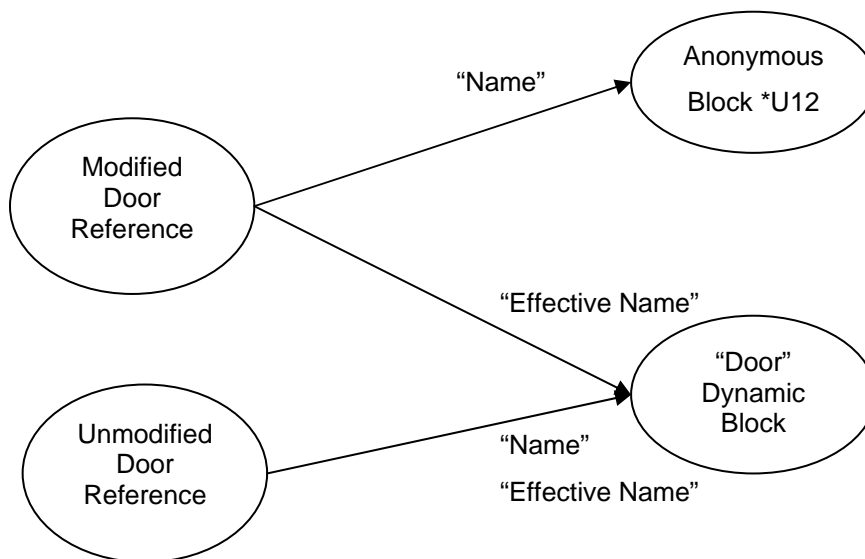 Anonymous
Block *U12
“Name”
Modified
Door
Reference
“Effective Name”
“Door”
Dynamic
Block
Unmodified
Door
Reference
“Name”
“Effective Name”